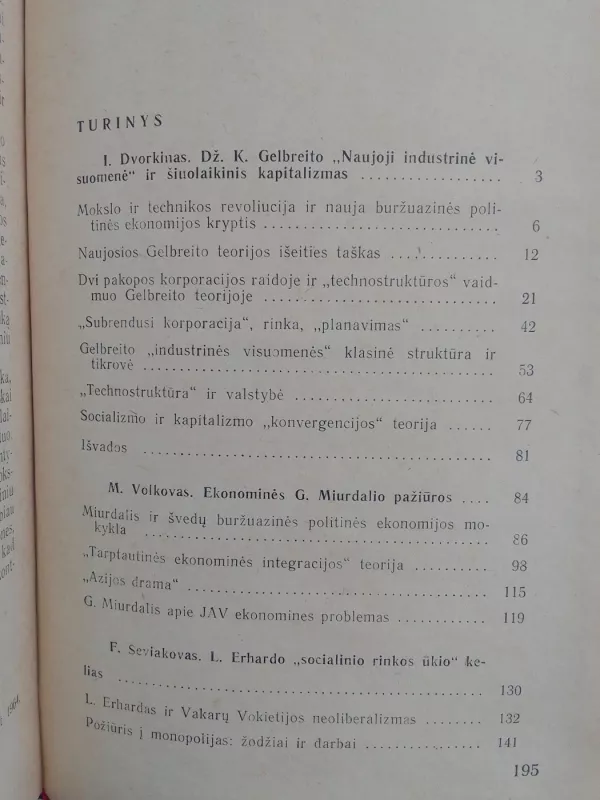 TURINYS
I. Dvorkinas. Dž. K. Gelbreito „Naujoji industrinė vi-
suomenė“ ir šiuolaikinis kapitalizmas . . . . . . . . . . . . . . . . . 3
Mokslo ir technikos revoliucija ir nauja buržuazinės poli-
tinės ekonomijos kryptis . . . . . . . . . . . . . . . . . . . . . . . . . . . . 6
Naujosios Gelbreito teorijos išeities taškas . . . . . . . . . . . . 12
Dvi pakopos korporacijos raidoje ir „technostruktūros“ vaid-
muo Gelbreito teorijoje . . . . . . . . . . . . . . . . . . . . . . . . . . . 21
„Subrendusi korporacija“, rinka, „planavimas“ . . . . . . . . . 42
Gelbreito „industrinės visuomenės“ klasinė struktūra ir
tikrovė . . . . . . . . . . . . . . . . . . . . . . . . . . . . . . . . . . . . . . . . 53
„Technostruktūra“ ir valstybė . . . . . . . . . . . . . . . . . . . . . . . 64
Socializmo ir kapitalizmo „konvergencijos“ teorija . . . . . . 77
Išvados . . . . . . . . . . . . . . . . . . . . . . . . . . . . . . . . . . . . . . . . 81
M. Volkovas. Ekonominės G. Miurdalio pažiūros . . . . 84
Miurdalis ir švedų buržuazinės politinės ekonomijos mo-
kykla . . . . . . . . . . . . . . . . . . . . . . . . . . . . . . . . . . . . . . . . . 86
„Tarptautinės ekonominės integracijos“ teorija . . . . . . . . . . 98
„Azijos drama“ . . . . . . . . . . . . . . . . . . . . . . . . . . . . . . . . . . 115
G. Miurdalis apie JAV ekonomines problemas . . . . . . . . . . . 119
F. Seviakovas. L. Erhardo „socialinio rinkos ūkio“ ke-
lias . . . . . . . . . . . . . . . . . . . . . . . . . . . . . . . . . . . . . . . . . . . 130
L. Erhardas ir Vakarų Vokietijos neoliberalizmas . . . . . . . . 132
Požiūris į monopolijas: žodžiai ir darbai . . . . . . . . . . . . . . . 141
195